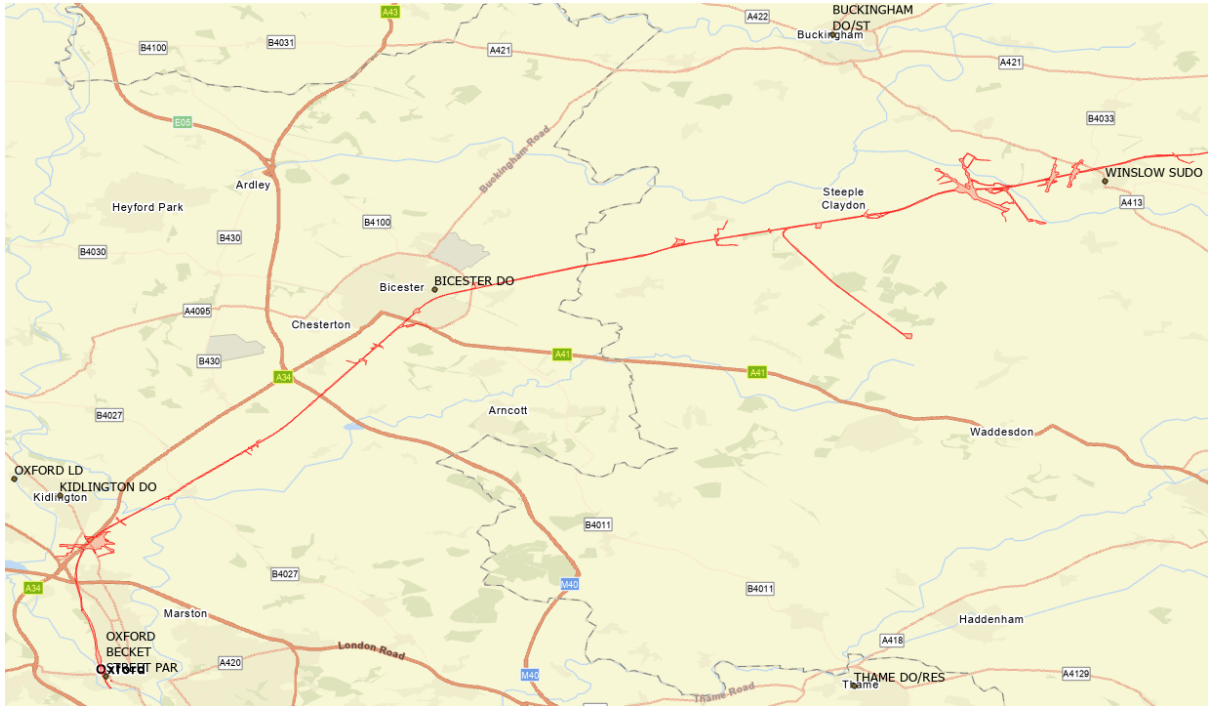 A43
A422
BUCKINGHAM
DO/ST
Buckingham
B4100
B4031
A421
A421
E05
B4033
Buckingham Road
Ardley
WINSLOW SUDO
Steeple
Claydon
A413
Heyford Park
B4100
B430
B4030
BICESTER DO
Bicester
A4095
Chesterton
B430
A41
A41
A34
Arncott
B4027
Waddesdon
OXFORD LD
KIDLINGTON DO
Kidlington
B4011
B4027
A34
M40
B4011
Marston
Haddenham
OXFORD
BECKET
STREET PAR
Oxford
A420
London Road
A418
M40
A4129
THAME DO/RES
Thame
Thame Road